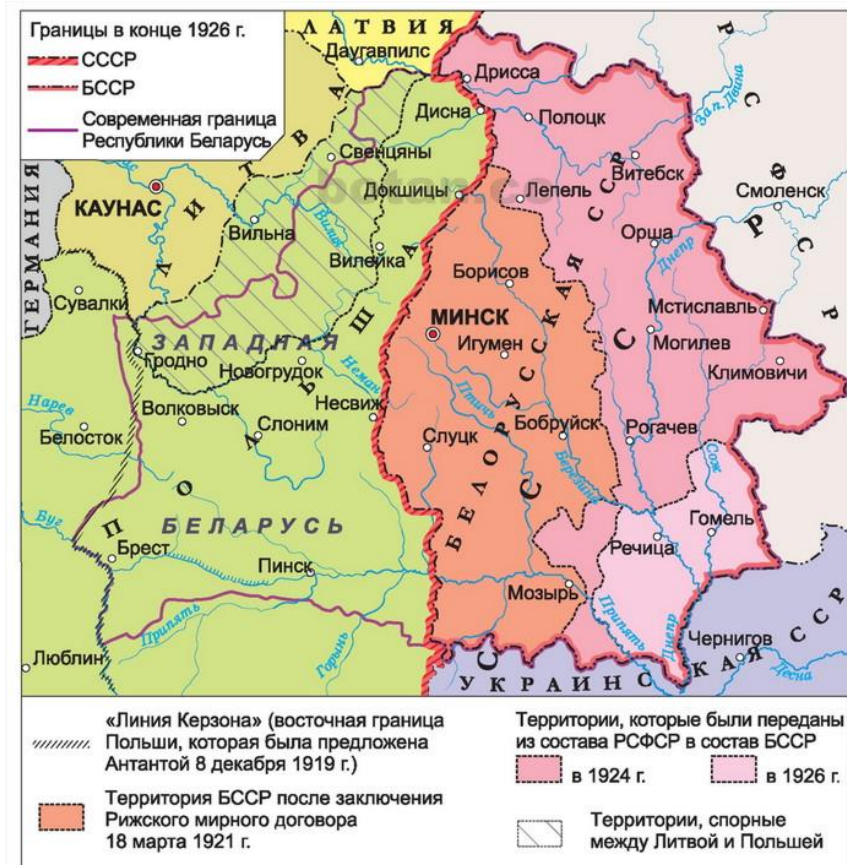 Границы в конце 1926 г.
СССР
БССР
Современная граница
Республики Беларусь
ЛАТВИЯ
Даугавпилс
Дрисса
Дисна
Полоцк
Зап. Двина
РСФСР
Свенцяны
Витебск
botan.cc
КАУНАС
ЛИТВА
Докшицы
Лепель
Смоленск
ГЕРМАНИЯ
Вильна
Вилия
Орша
Днепр
Вилейка
Борисов
Сувалки
МИНСК
Мстиславль
ЗАПАДНАЯ
Игумен
Могилев
Гродно
Новогрудок
Неман
Климовичи
Нарев
Волковыск
Несвиж
Птичь
Белосток
Слоним
Слуцк
Бобруйск
Рогачев
Сож
ПОЛЬША
БЕЛОРУССКАЯ ССР
СССР
Березина
Буг
БЕЛАРУСЬ
Гомель
Брест
Речица
Пинск
Мозырь
Припять
Припять
Днепр
Горынь
Чернигов
Люблин
Десна
УКРАИНСКАЯ ССР
«Линия Керзона» (восточная граница
Польши, которая была предложена
Антантой 8 декабря 1919 г.)
Территория БССР после заключения
Рижского мирного договора
18 марта 1921 г.
Территории, которые были переданы
из состава РСФСР в состав БССР
в 1924 г.
в 1926 г.
Территории, спорные
между Литвой и Польшей